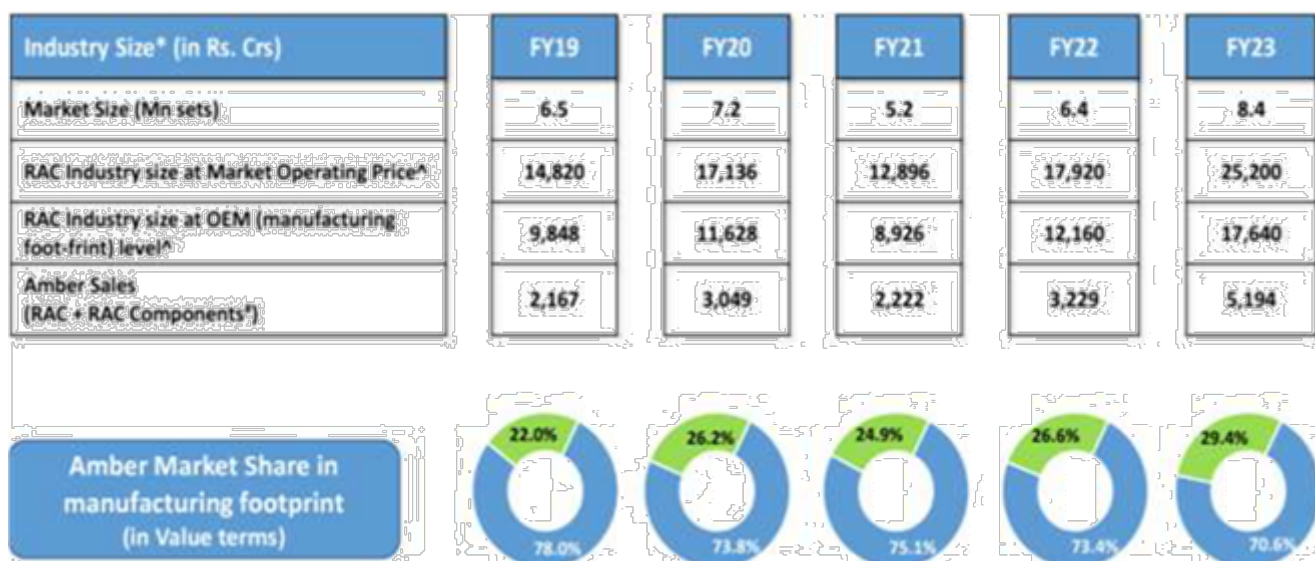 Industry Size* (in Rs. Crs) FY19 FY20 FY21 FY22 FY23
Market Size (Mn sets) 6.5 7.2 5.2 6.4 8.4
RAC Industry size at Market Operating Price^ 14,820 17,136 12,896 17,920 25,200
RAC Industry size at OEM (manufacturing
foot-frint) level^ 9,848 11,628 8,926 12,160 17,640
Amber Sales
(RAC + RAC Components#) 2,167 3,049 2,222 3,229 5,194
22.0% 26.2% 24.9% 26.6% 29.4%
Amber Market Share in
manufacturing footprint
(in Value terms)
78.0% 73.8% 75.1% 73.4% 70.6%